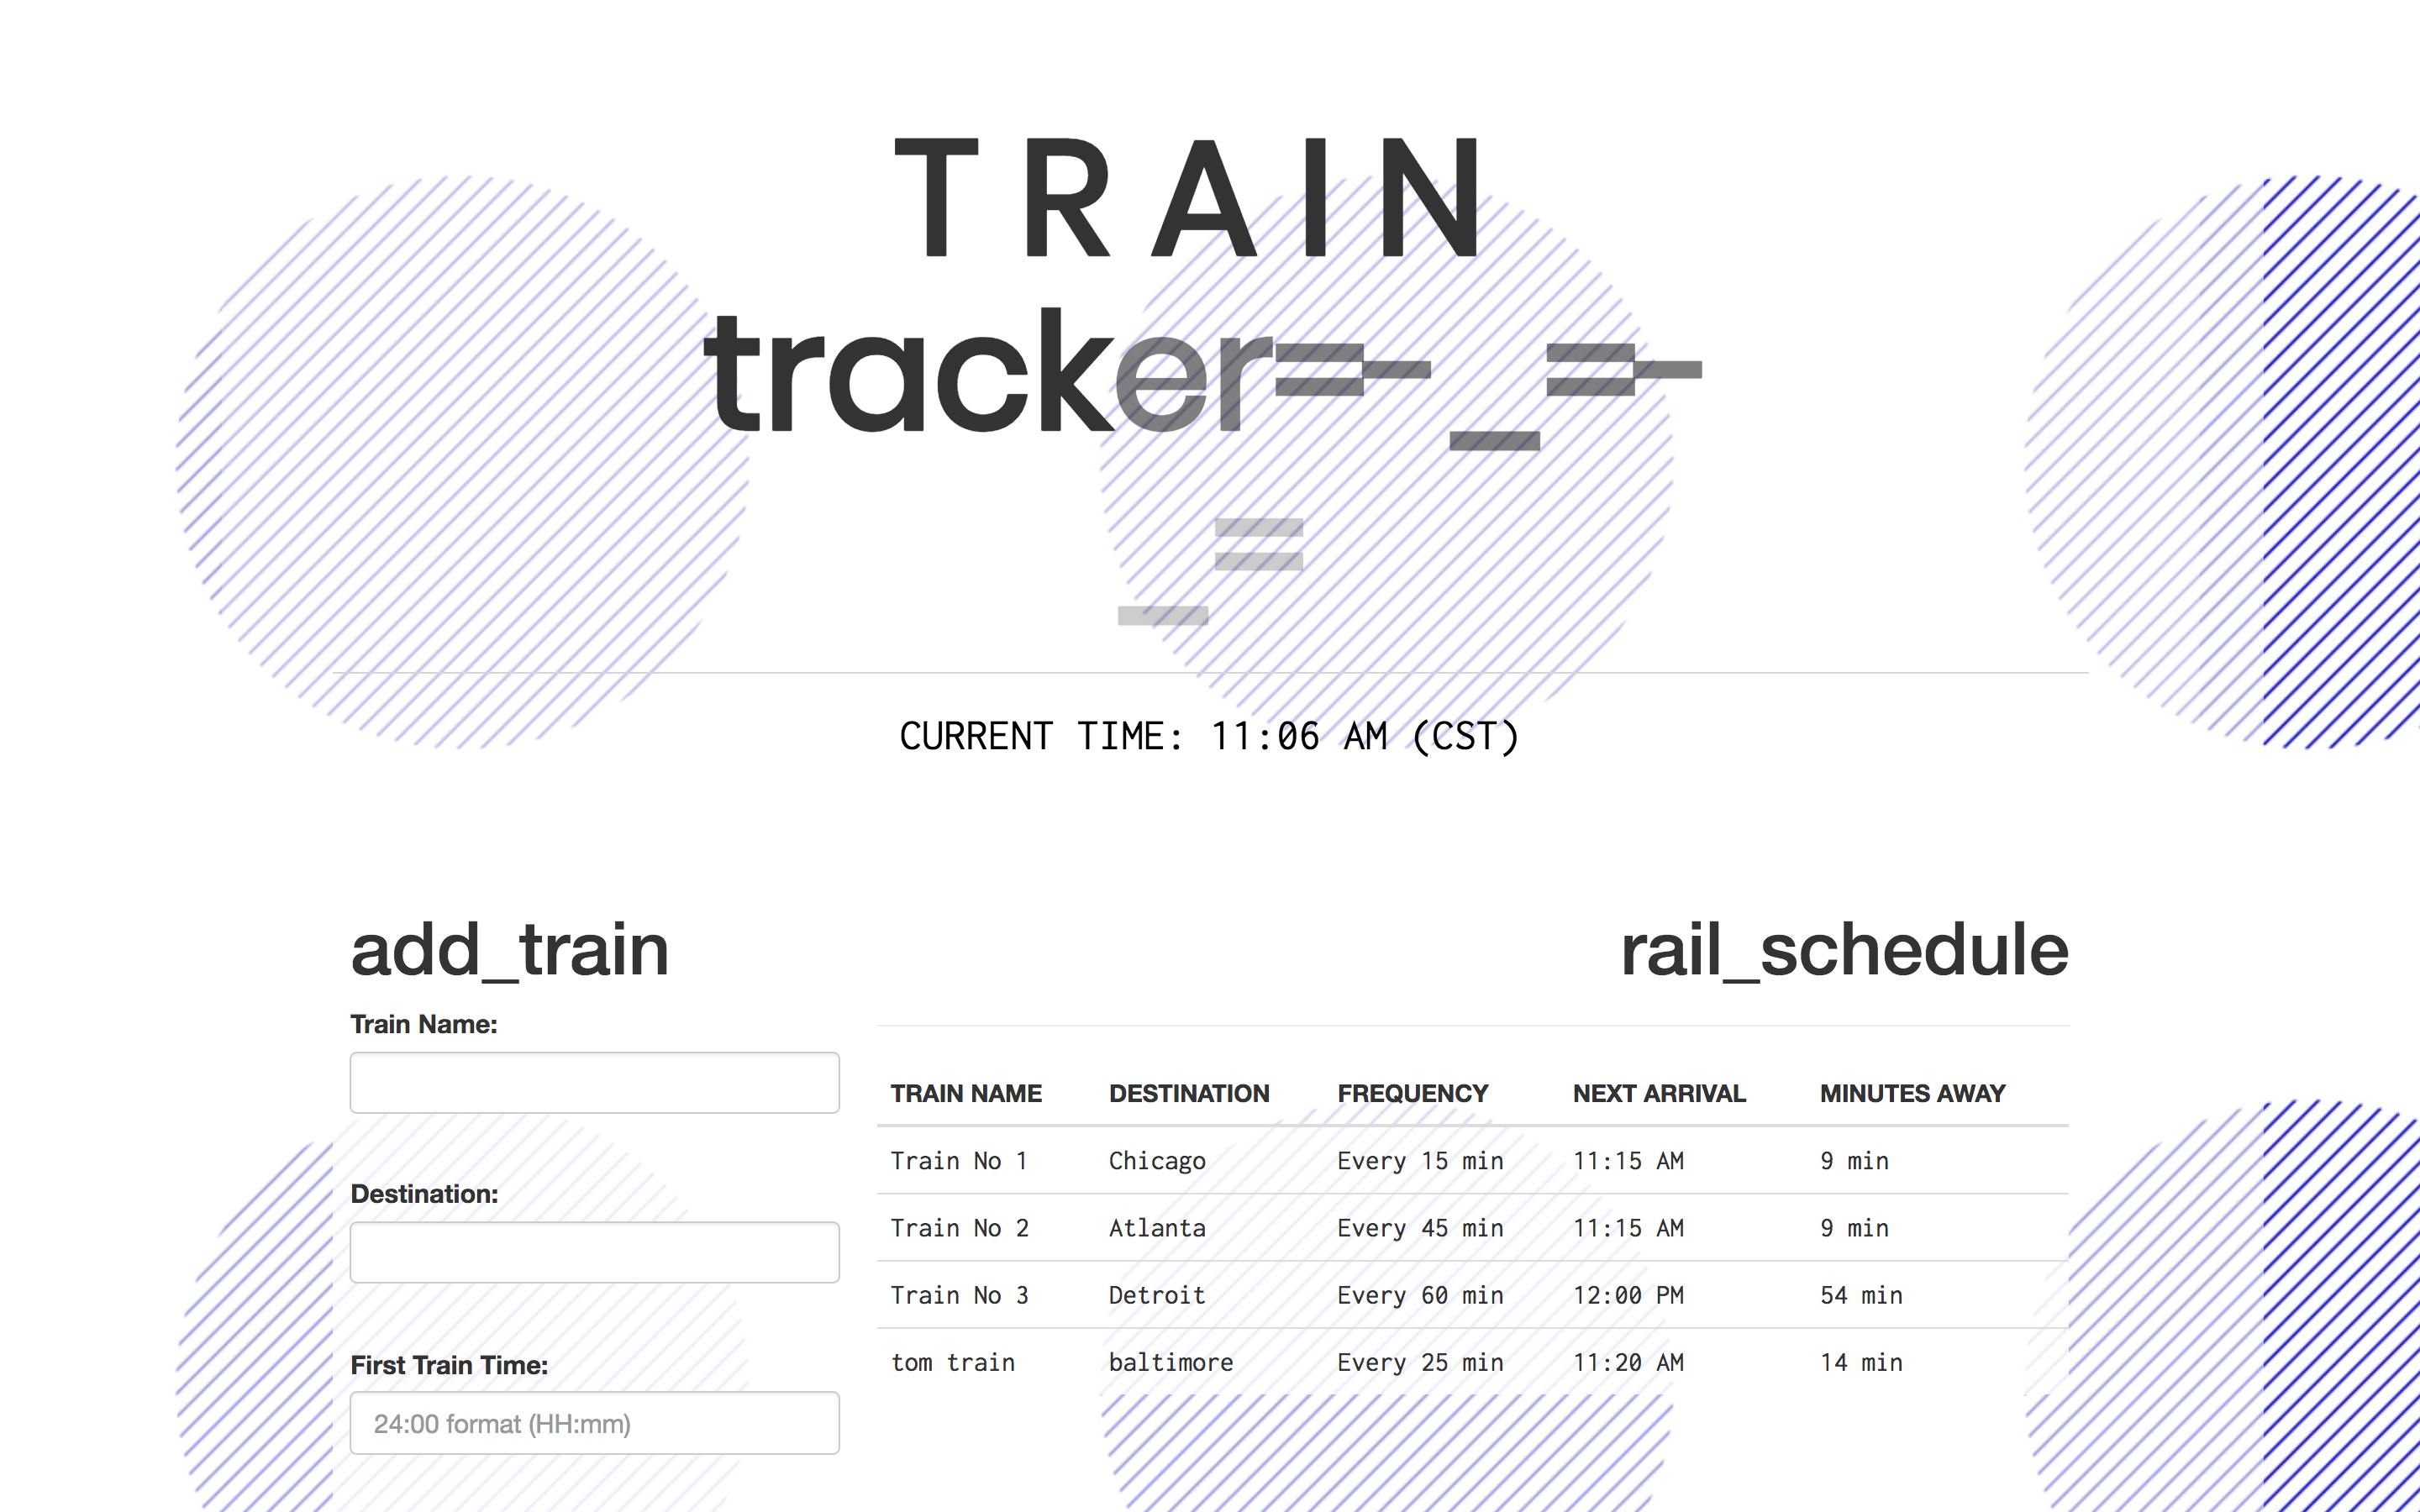 TRAIN
tracker=-_=-
_=
CURRENT TIME: 11:06 AM (CST)
add_train
Train Name:
Destination:
First Train Time:
24:00 format (HH:mm)
rail_schedule
TRAIN NAME DESTINATION FREQUENCY NEXT ARRIVAL MINUTES AWAY
Train No 1 Chicago Every 15 min 11:15 AM 9 min
Train No 2 Atlanta Every 45 min 11:15 AM 9 min
Train No 3 Detroit Every 60 min 12:00 PM 54 min
tom train baltimore Every 25 min 11:20 AM 14 min